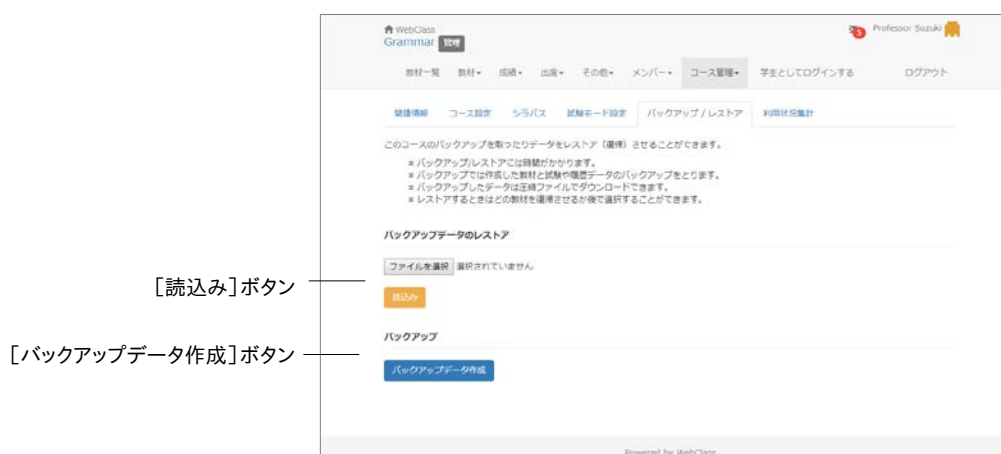 WebClass
Grammar 管理
5 Professor Suzuki
教材一覧 教材 成績 出席 その他 メンバー コース管理 学生としてログインする ログアウト
関連情報 コース設定 シラバス 試験モード設定 バックアップ / レストア 利用状況集計
このコースのバックアップを取ったりデータをレストア（復帰）させることができます。
※ バックアップ/レストアには時間がかかります。
※ バックアップでは作成した教材と試験や履歴データのバックアップをとります。
※ バックアップしたデータは圧縮ファイルでダウンロードできます。
※ レストアするときはどの教材を復帰させるか後で選択することができます。
バックアップデータのレストア
ファイルを選択 選択されていません
［読込み］ボタン
読込み
バックアップ
［バックアップデータ作成］ボタン
バックアップデータ作成
Powered by WebClass